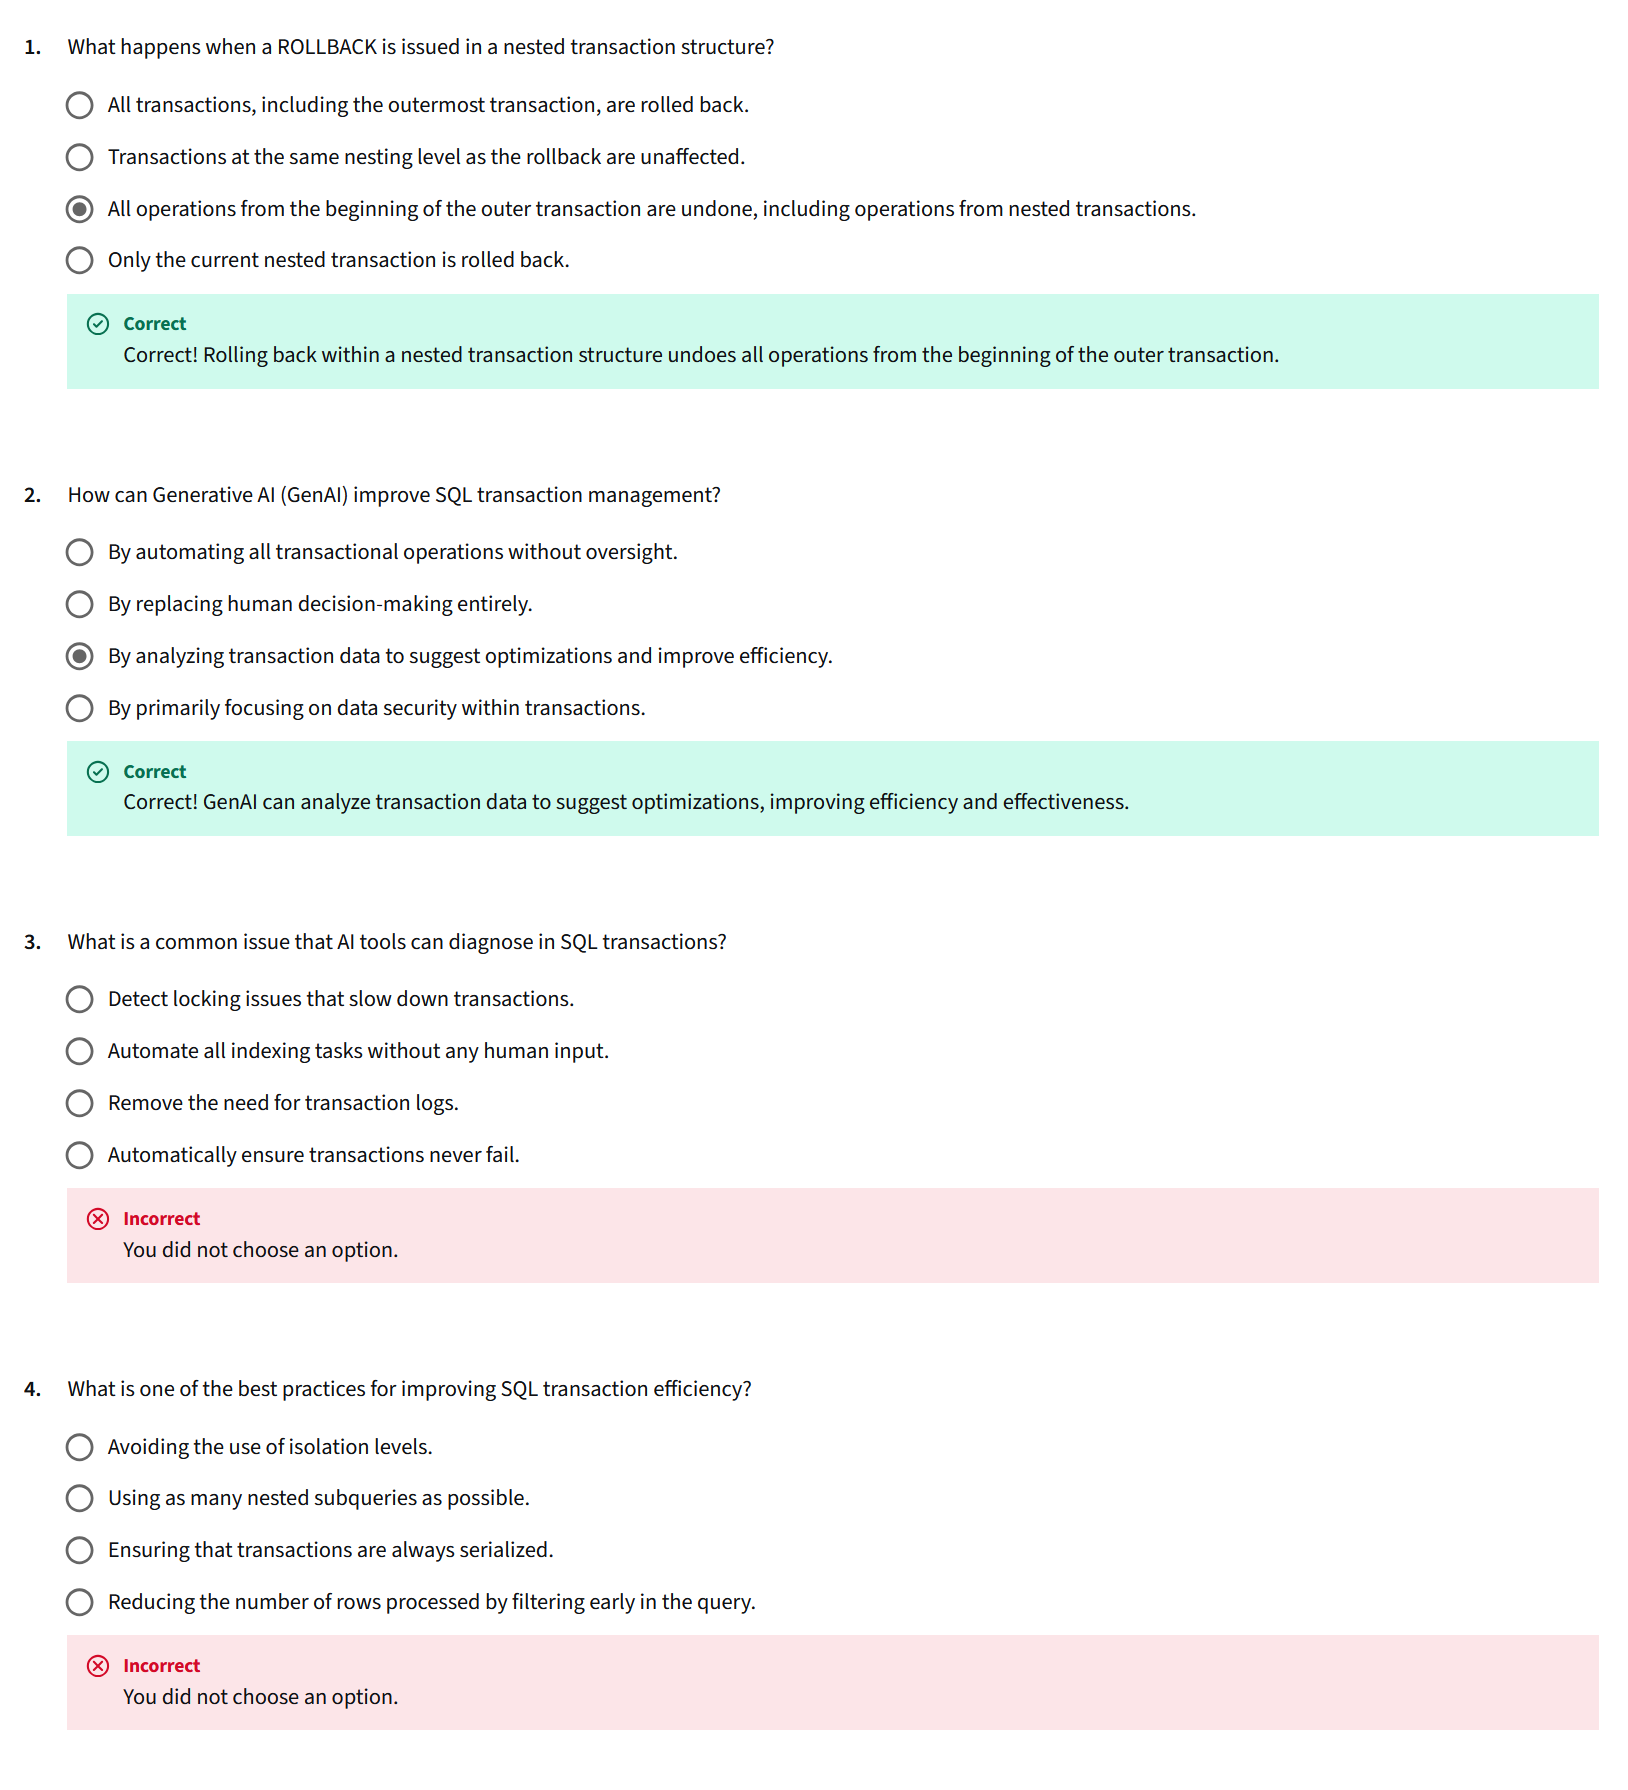 1. What happens when a ROLLBACK is issued in a nested transaction structure?
All transactions, including the outermost transaction, are rolled back.
Transactions at the same nesting level as the rollback are unaffected.
All operations from the beginning of the outer transaction are undone, including operations from nested transactions.
Only the current nested transaction is rolled back.
Correct
Correct! Rolling back within a nested transaction structure undoes all operations from the beginning of the outer transaction.
2. How can Generative AI (GenAI) improve SQL transaction management?
By automating all transactional operations without oversight.
By replacing human decision-making entirely.
By analyzing transaction data to suggest optimizations and improve efficiency.
By primarily focusing on data security within transactions.
Correct
Correct! GenAI can analyze transaction data to suggest optimizations, improving efficiency and effectiveness.
3. What is a common issue that AI tools can diagnose in SQL transactions?
Detect locking issues that slow down transactions.
Automate all indexing tasks without any human input.
Remove the need for transaction logs.
Automatically ensure transactions never fail.
Incorrect
You did not choose an option.
4. What is one of the best practices for improving SQL transaction efficiency?
Avoiding the use of isolation levels.
Using as many nested subqueries as possible.
Ensuring that transactions are always serialized.
Reducing the number of rows processed by filtering early in the query.
Incorrect
You did not choose an option.